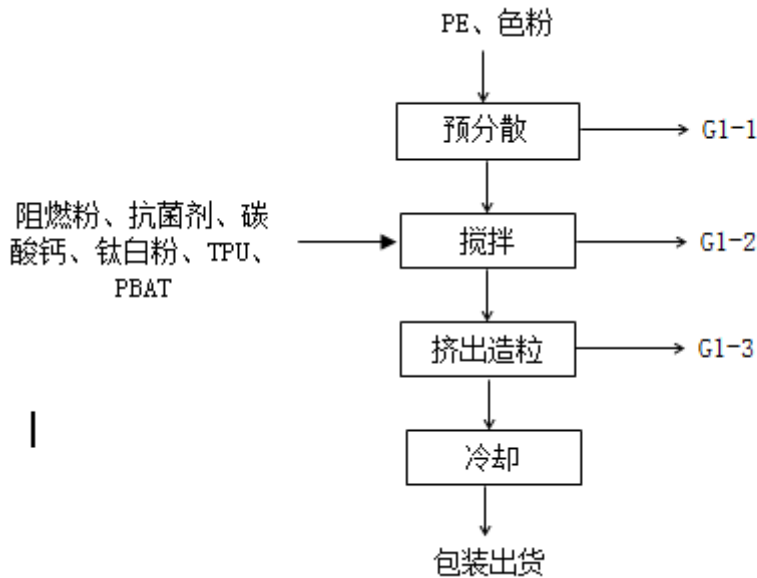 PE、色粉
预分散
G1-1
阻燃粉、抗菌剂、碳
酸钙、钛白粉、TPU、
PBAT
搅拌
G1-2
挤出造粒
G1-3
冷却
包装出货